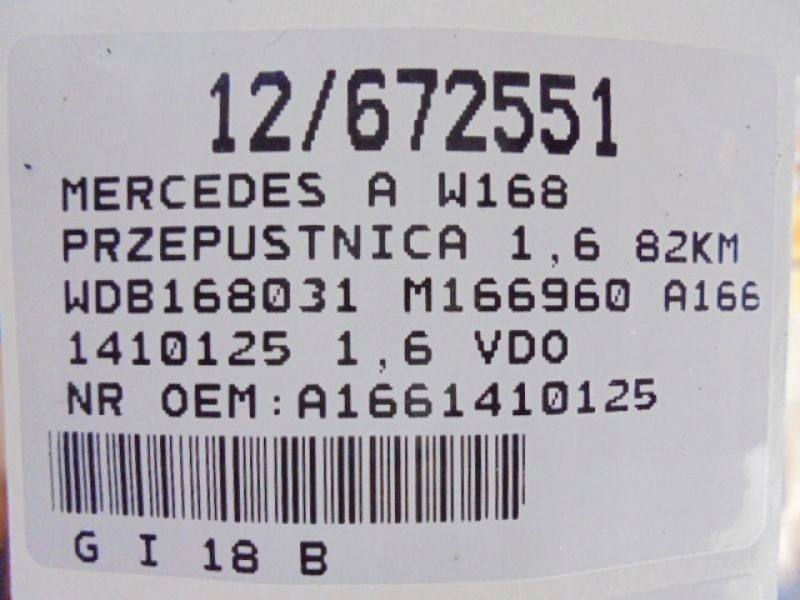 12/672551
MERCEDES A W168
PRZEPUSTNICA 1,6 82KM
WDB168031 M166960 A166
1410125 1,6 VDO
NR OEM:A1661410125
G I 18 B